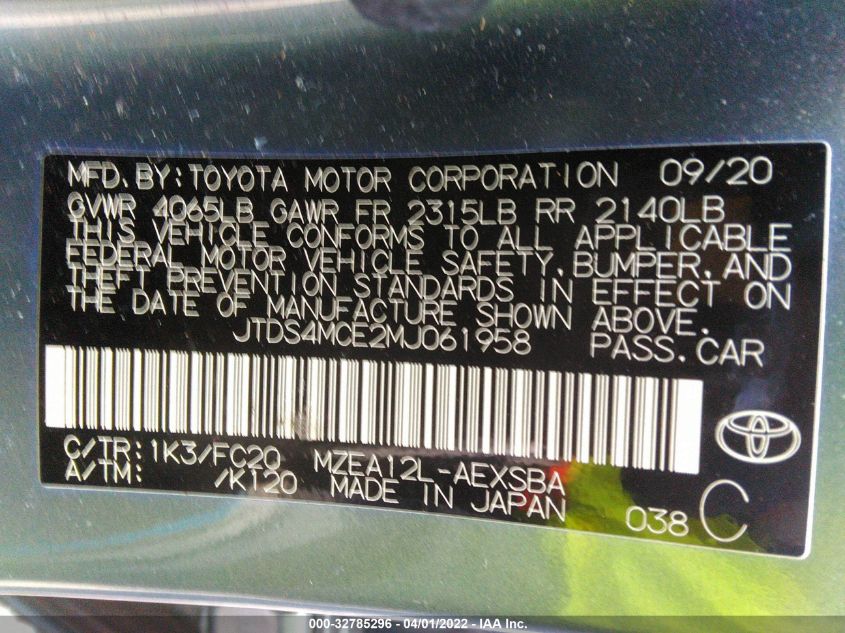 MFD. BY: TOYOTA MOTOR CORPORATION 09/20
GVWR 4065LB GAWR FR 2315LB RR 2140LB
THIS VEHICLE CONFORMS TO ALL APPLICABLE
FEDERAL MOTOR VEHICLE SAFETY, BUMPER, AND
THEFT PREVENTION STANDARDS IN EFFECT ON
THE DATE OF MANUFACTURE SHOWN ABOVE.
JTDS4MCE2MJ061958 PASS. CAR
C/TR: 1K3/FC20 MZEA12L-AEXSBA
A/TM: /K120 MADE IN JAPAN 038 C
000-32785296 - 04/01/2022 - IAA Inc.